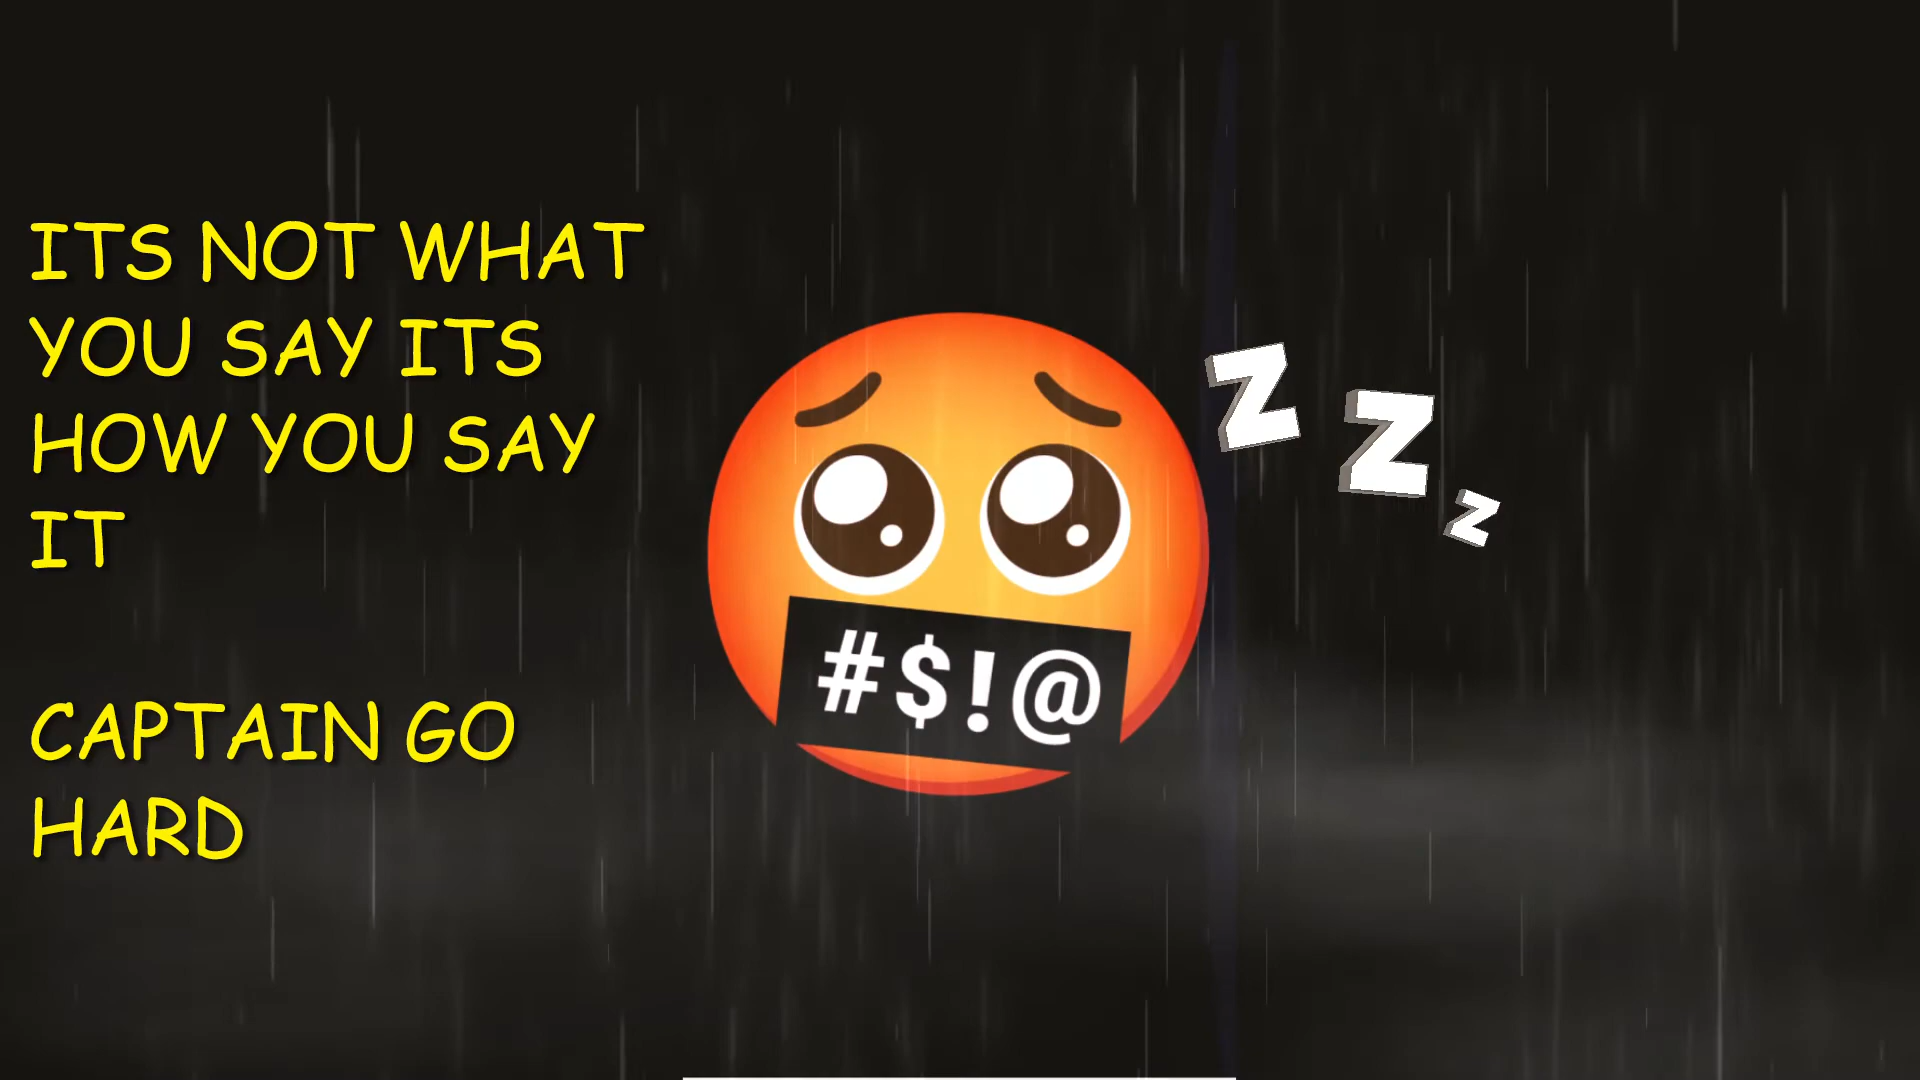 ITS NOT WHAT
YOU SAY ITS
HOW YOU SAY
IT
CAPTAIN GO
HARD
#$!@
Z Z z